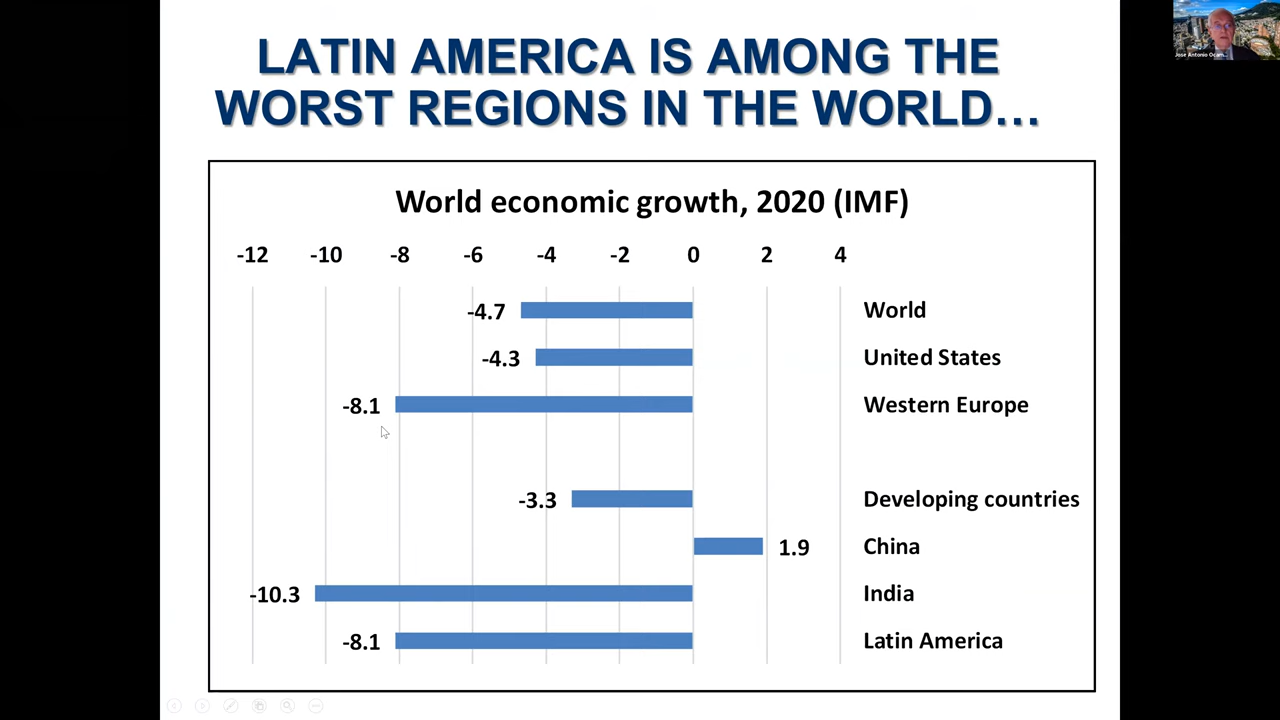 LATIN AMERICA IS AMONG THE
WORST REGIONS IN THE WORLD...
World economic growth, 2020 (IMF)
-12 -10 -8 -6 -4 -2 0 2 4
-4.7 World
-4.3 United States
-8.1 Western Europe
-3.3 Developing countries
1.9 China
-10.3 India
-8.1 Latin America
Jose Antonio